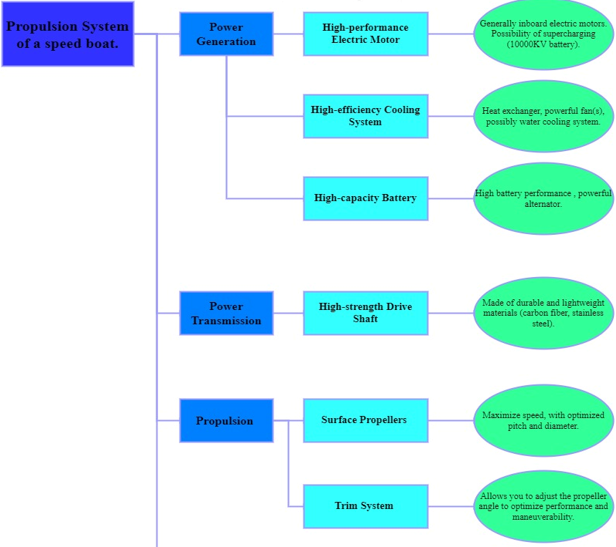 Propulsion System
of a speed boat.
Power
Generation
High-performance
Electric Motor
Generally inboard electric motors.
Possibility of supercharging
(10000KV battery).
High-efficiency Cooling
System
Heat exchanger, powerful fan(s),
possibly water cooling system.
High-capacity Battery
High battery performance , powerful
alternator.
Power
Transmission
High-strength Drive
Shaft
Made of durable and lightweight
materials (carbon fiber, stainless
steel).
Propulsion
Surface Propellers
Maximize speed, with optimized
pitch and diameter.
Trim System
Allows you to adjust the propeller
angle to optimize performance and
maneuverability.